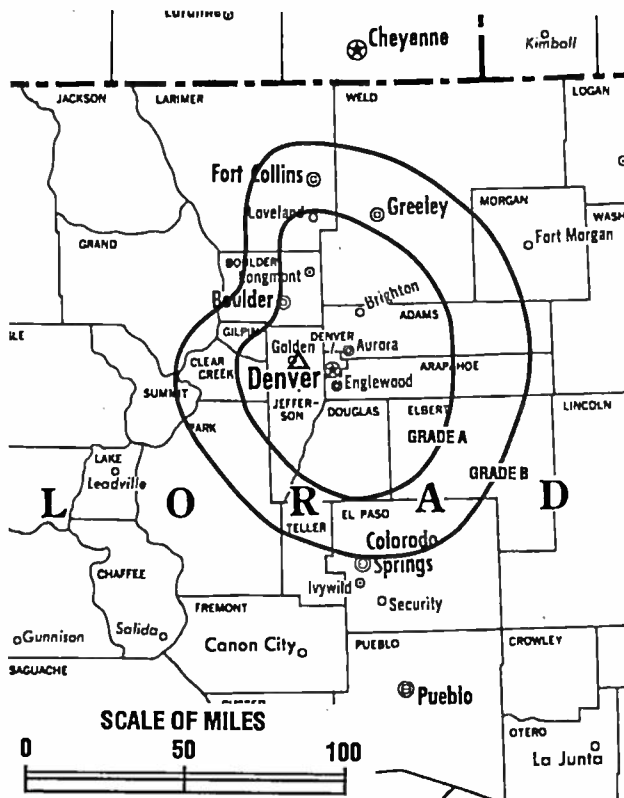 Cheyenne
Kimball
JACKSON
LARIMER
WELD
LOGAN
Fort Collins
Loveland
Greeley
MORGAN
WASH
Fort Morgan
GRAND
BOULDER
Longmont
Boulder
Brighton
ADAMS
GILPIN
DENVER
Golden
Aurora
CLEAR
CREEK
ARAPAHOE
Denver
Englewood
SUMMIT
JEFFER-
SON
DOUGLAS
ELBERT
LINCOLN
PARK
GRADE A
GRADE B
LAKE
Leadville
L O R A D
TELLER
EL PASO
Colorado
Springs
CHAFFEE
Ivywild
Security
FREMONT
Gunnison
Salida
Canon City
PUEBLO
CROWLEY
SAGUACHE
Pueblo
OTERO
La Junta
SCALE OF MILES
0 50 100